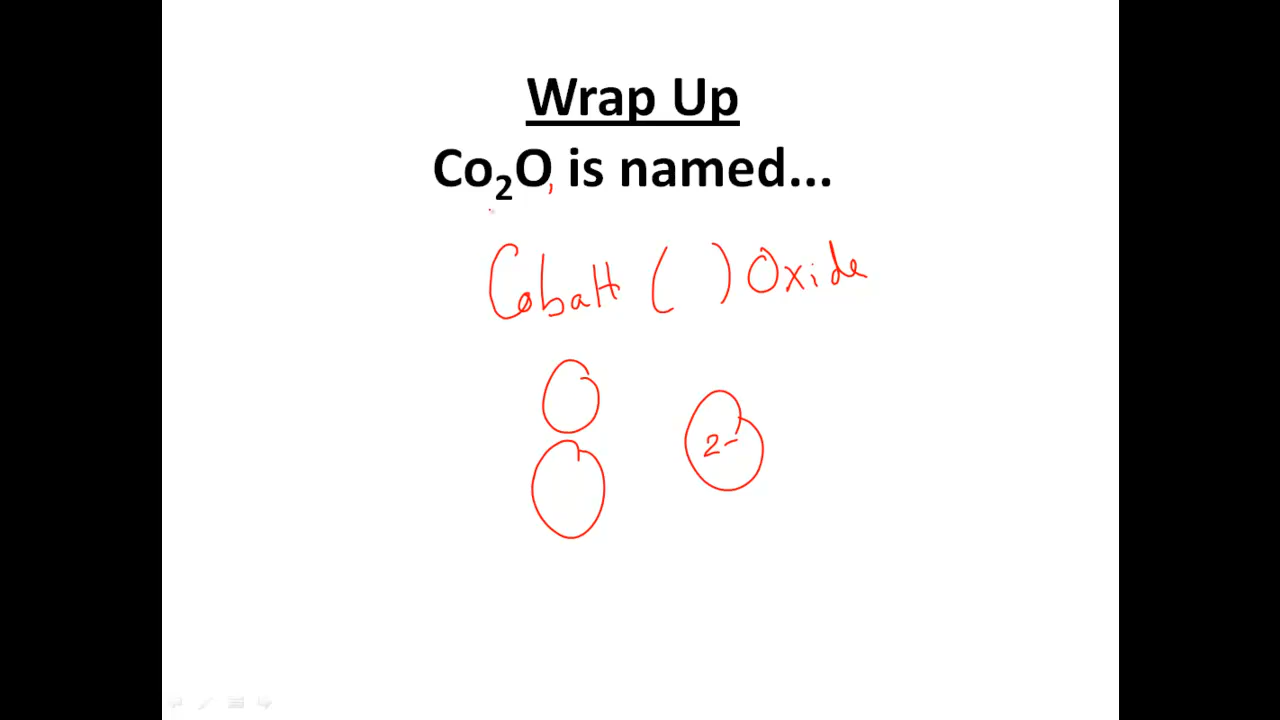 Wrap Up
Co₂O, is named...
Cobalt ( ) Oxide
2-